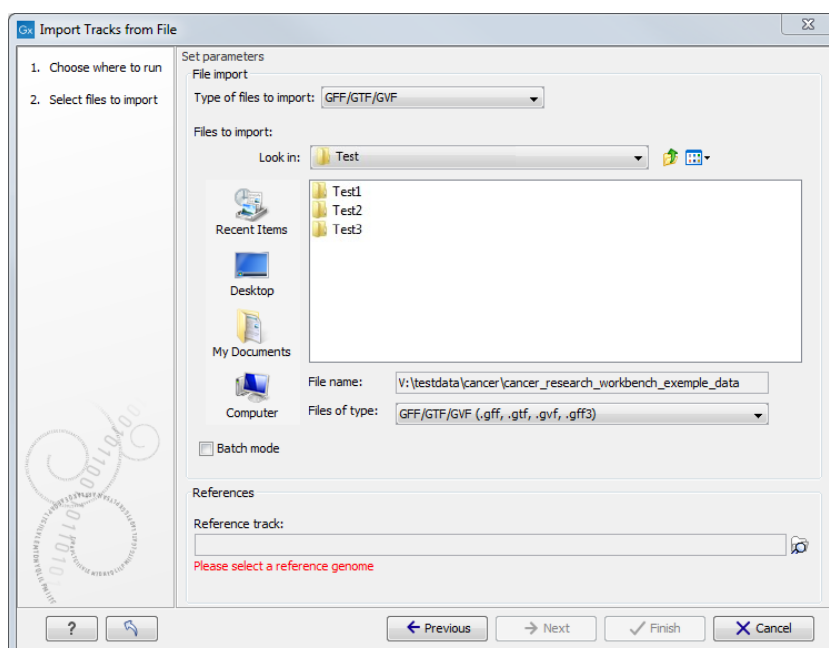 Gx Import Tracks from File
1. Choose where to run
2. Select files to import
Set parameters
File import
Type of files to import: GFF/GTF/GVF
Files to import:
Look in: Test
Test1
Test2
Test3
Recent Items
Desktop
My Documents
Computer
File name: V:\testdata\cancer\cancer_research_workbench_exemple_data
Files of type: GFF/GTF/GVF (.gff, .gtf, .gvf, .gff3)
Batch mode
References
Reference track:
Please select a reference genome
? Previous Next Finish Cancel